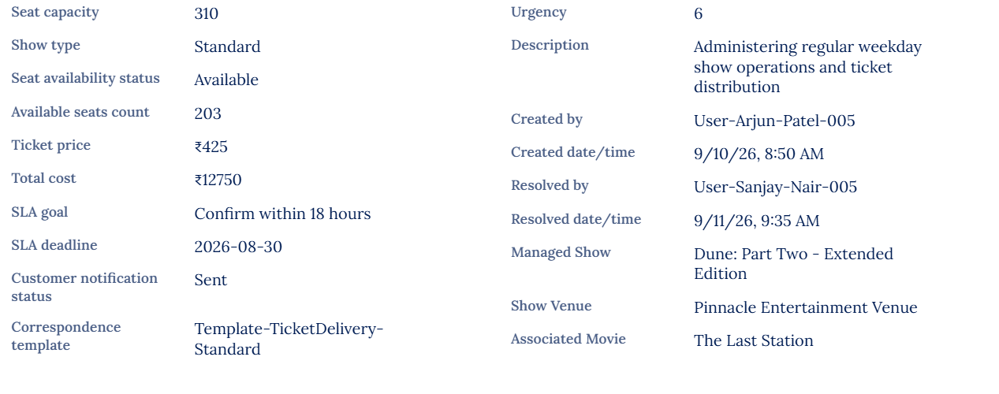 Seat capacity
310
Show type
Standard
Seat availability status
Available
Available seats count
203
Ticket price
₹425
Total cost
₹12750
SLA goal
Confirm within 18 hours
SLA deadline
2026-08-30
Customer notification
status
Sent
Correspondence
template
Template-TicketDelivery-
Standard
Urgency
6
Description
Administering regular weekday
show operations and ticket
distribution
Created by
User-Arjun-Patel-005
Created date/time
9/10/26, 8:50 AM
Resolved by
User-Sanjay-Nair-005
Resolved date/time
9/11/26, 9:35 AM
Managed Show
Dune: Part Two - Extended
Edition
Show Venue
Pinnacle Entertainment Venue
Associated Movie
The Last Station